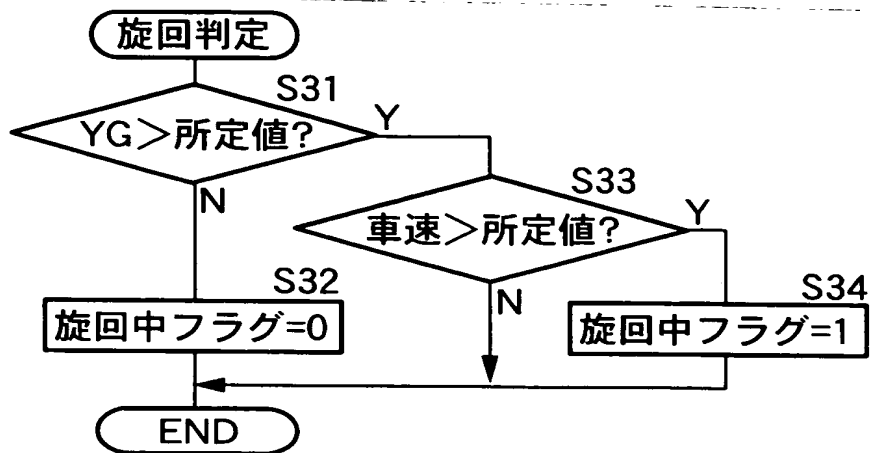 旋回判定
S31
YG＞所定値?
Y
N
S33
車速＞所定値?
Y
N
S32
旋回中フラグ=0
S34
旋回中フラグ=1
END